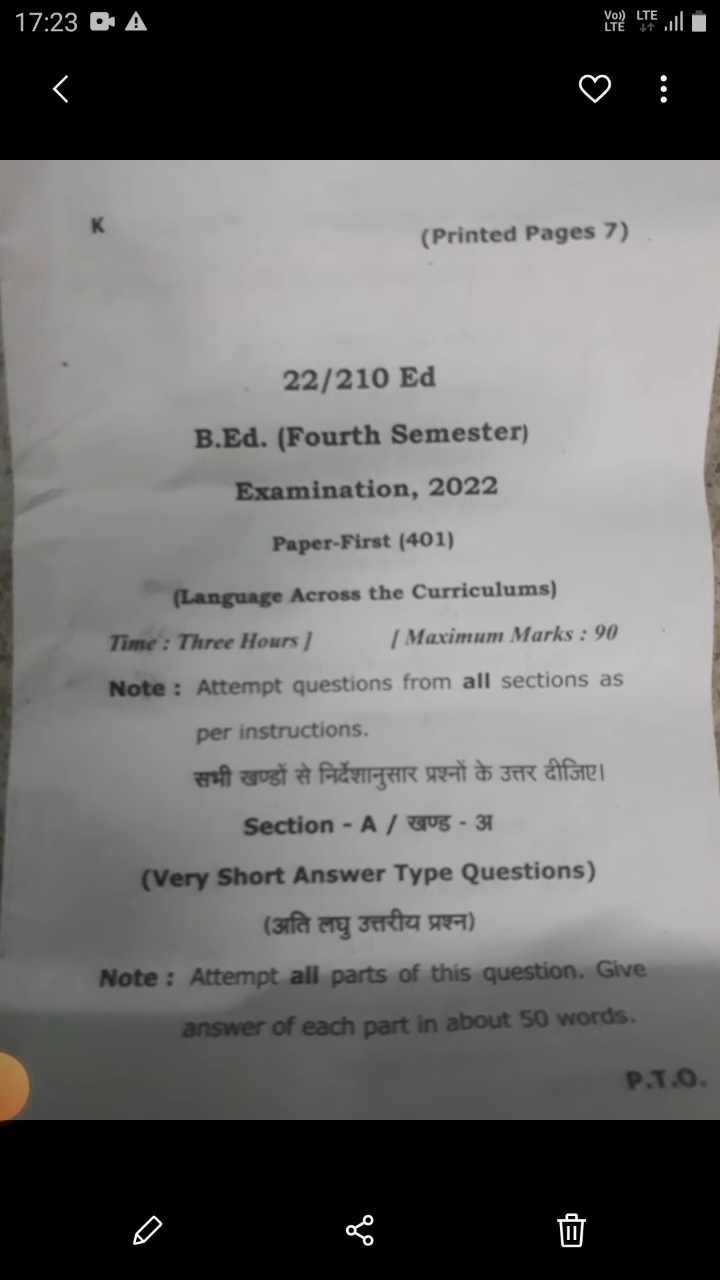 17:23
Vo)) LTE
LTE
K
(Printed Pages 7)
22/210 Ed
B.Ed. (Fourth Semester)
Examination, 2022
Paper-First (401)
(Language Across the Curriculums)
Time : Three Hours ] [ Maximum Marks : 90
Note : Attempt questions from all sections as
per instructions.
सभी खण्डों से निर्देशानुसार प्रश्नों के उत्तर दीजिए।
Section - A / खण्ड - अ
(Very Short Answer Type Questions)
(अति लघु उत्तरीय प्रश्न)
Note : Attempt all parts of this question. Give
answer of each part in about 50 words.
P.T.O.